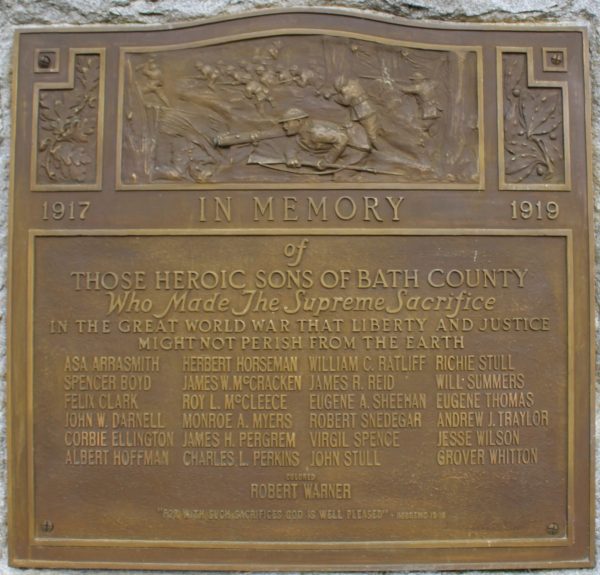 1917 IN MEMORY 1919
of
THOSE HEROIC SONS OF BATH COUNTY
Who Made The Supreme Sacrifice
IN THE GREAT WORLD WAR THAT LIBERTY AND JUSTICE
MIGHT NOT PERISH FROM THE EARTH
ASA ARRASMITH HERBERT HORSEMAN WILLIAM C. RATLIFF RICHIE STULL
SPENCER BOYD JAMES W. McCRACKEN JAMES R. REID WILL SUMMERS
FELIX CLARK ROY L. McCLEECE EUGENE A. SHEEHAN EUGENE THOMAS
JOHN W. DARNELL MONROE A. MYERS ROBERT SNEDEGAR ANDREW J. TRAYLOR
CORBIE ELLINGTON JAMES H. PERGREM VIRGIL SPENCE JESSE WILSON
ALBERT HOFFMAN CHARLES L. PERKINS JOHN STULL GROVER WHITTON
COLORED
ROBERT WARNER
"FOR WITH SUCH SACRIFICES GOD IS WELL PLEASED" - HEBREWS 13-16